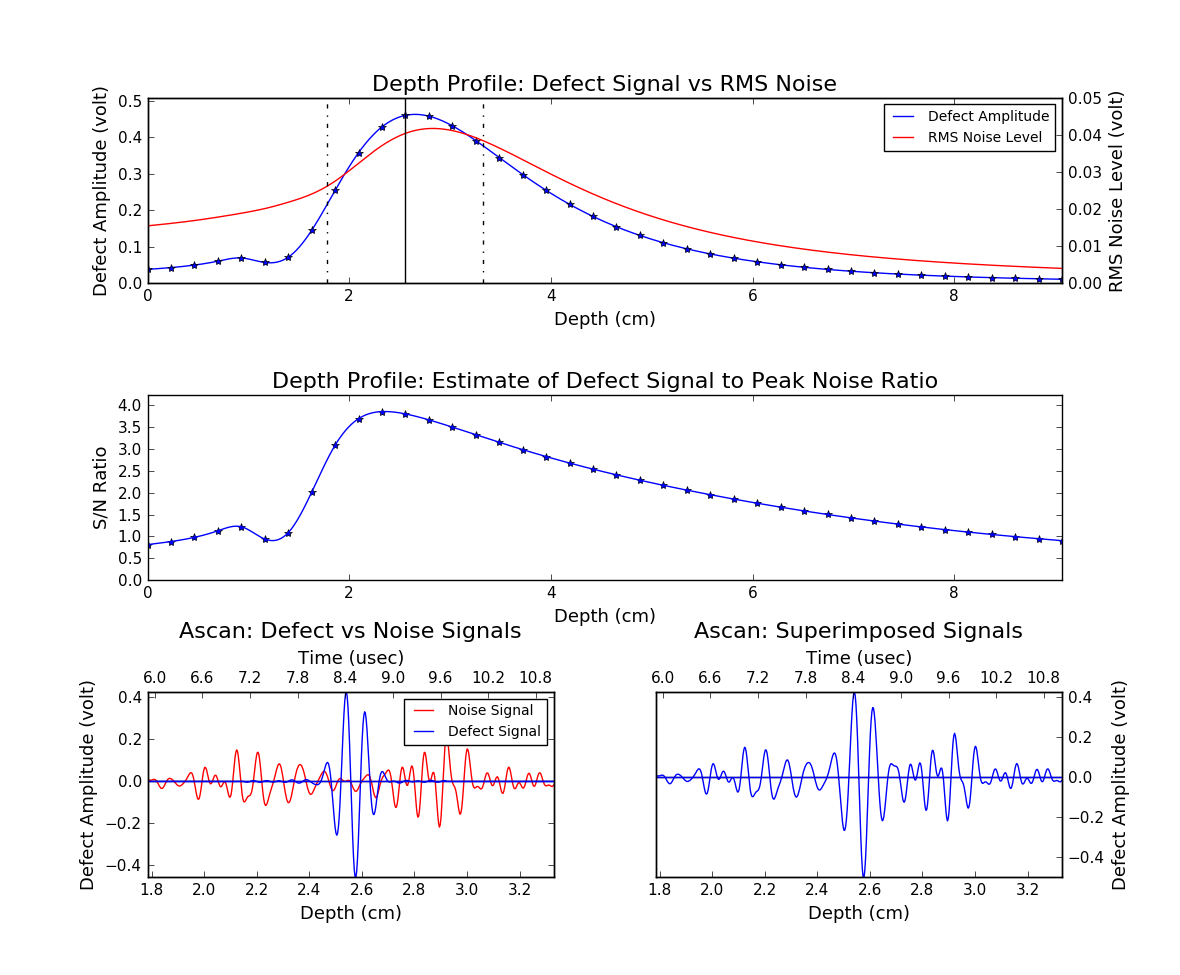 Depth Profile: Defect Signal vs RMS Noise
Defect Amplitude (volt)
0.5
0.4
0.3
0.2
0.1
0.0
0 2 4 6 8
Depth (cm)
Defect Amplitude
RMS Noise Level
0.05
0.04
0.03
0.02
0.01
0.00
RMS Noise Level (volt)
Depth Profile: Estimate of Defect Signal to Peak Noise Ratio
S/N Ratio
4.0
3.5
3.0
2.5
2.0
1.5
1.0
0.5
0.0
0 2 4 6 8
Depth (cm)
Ascan: Defect vs Noise Signals
Time (usec)
6.0 6.6 7.2 7.8 8.4 9.0 9.6 10.2 10.8
Noise Signal
Defect Signal
Defect Amplitude (volt)
0.4
0.2
0.0
−0.2
−0.4
1.8 2.0 2.2 2.4 2.6 2.8 3.0 3.2
Depth (cm)
Ascan: Superimposed Signals
Time (usec)
6.0 6.6 7.2 7.8 8.4 9.0 9.6 10.2 10.8
0.4
0.2
0.0
−0.2
−0.4
Defect Amplitude (volt)
1.8 2.0 2.2 2.4 2.6 2.8 3.0 3.2
Depth (cm)